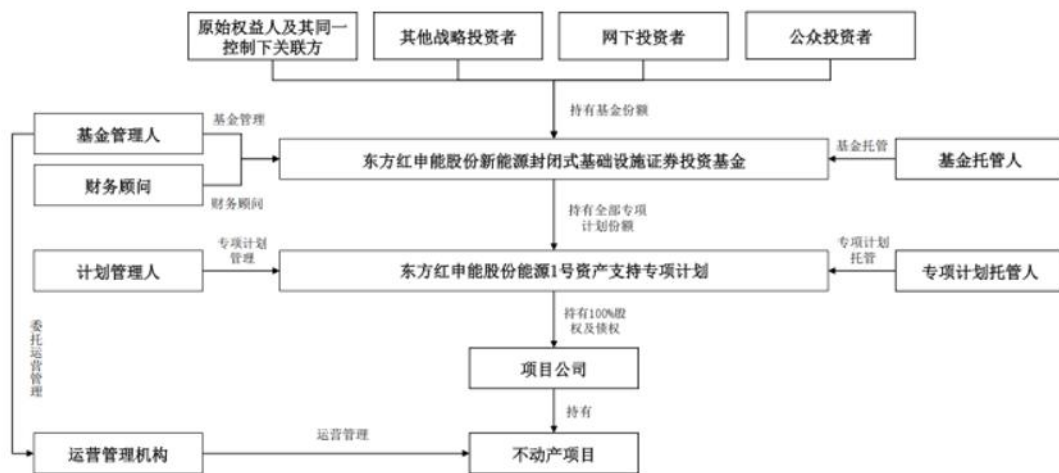 原始权益人及其同一
控制下关联方
其他战略投资者
网下投资者
公众投资者
持有基金份额
基金管理人
基金管理
财务顾问
财务顾问
东方红申能股份新能源封闭式基础设施证券投资基金
基金托管
基金托管人
持有全部专项
计划份额
计划管理人
专项计划
管理
东方红申能股份能源1号资产支持专项计划
专项计划
托管
专项计划托管人
持有100%股
权及债权
委托运营管理
项目公司
持有
运营管理机构
运营管理
不动产项目